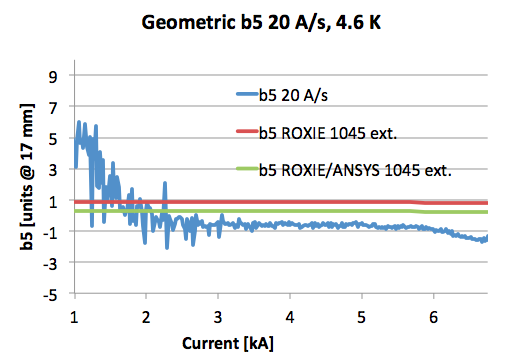 Geometric b5 20 A/s, 4.6 K
9
7
5
3
1
-1
-3
-5
b5 [units @ 17 mm]
b5 20 A/s
b5 ROXIE 1045 ext.
b5 ROXIE/ANSYS 1045 ext.
1 2 3 4 5 6
Current [kA]